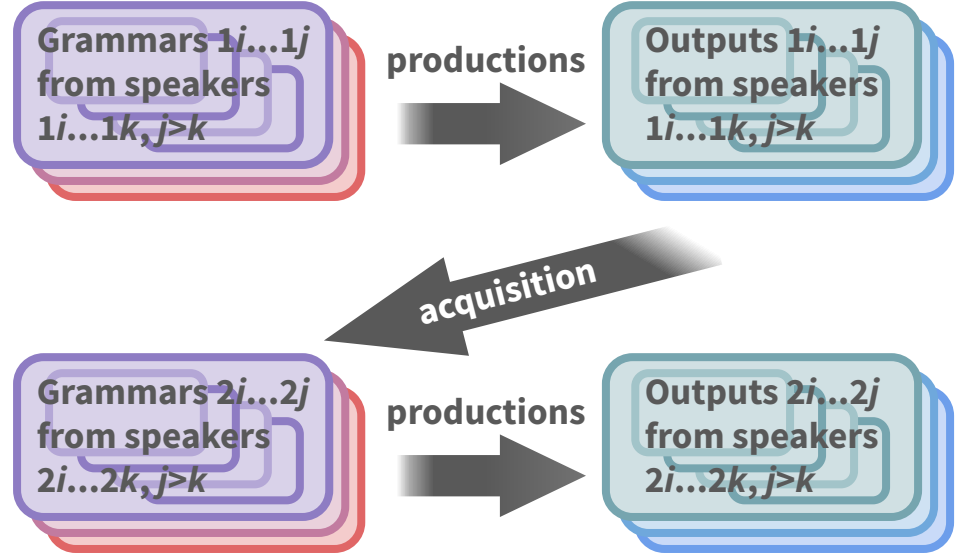 Grammars 1i...1j
from speakers
1i...1k, j>k
productions
Outputs 1i...1j
from speakers
1i...1k, j>k
acquisition
Grammars 2i...2j
from speakers
2i...2k, j>k
productions
Outputs 2i...2j
from speakers
2i...2k, j>k